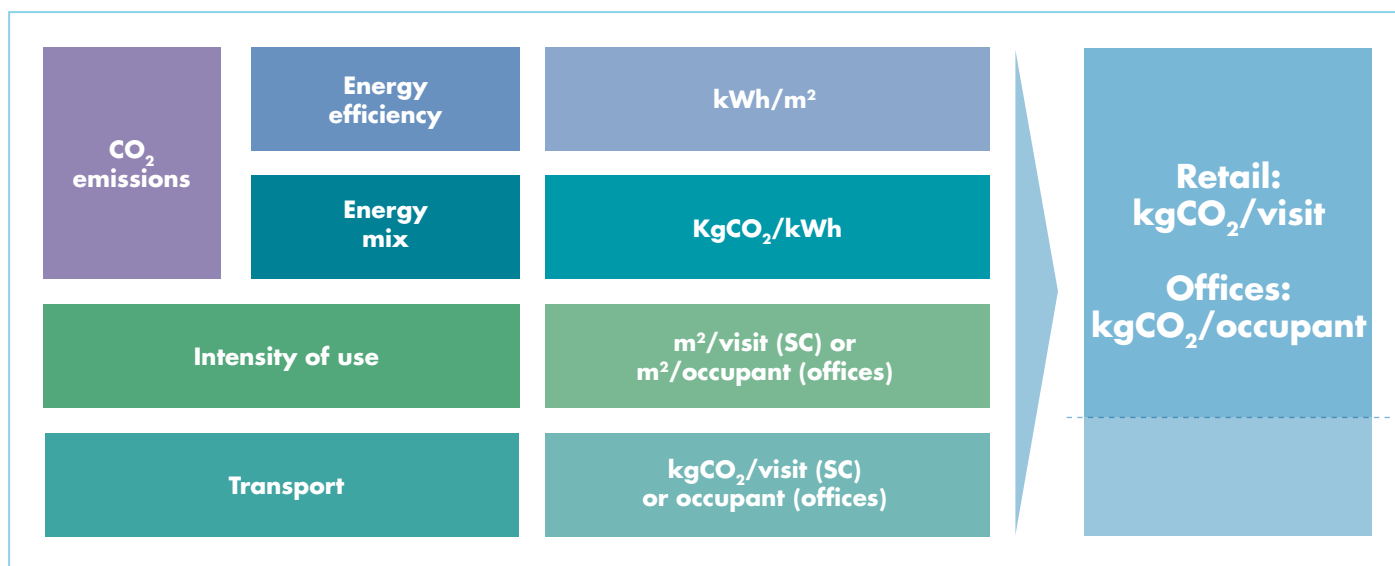 CO₂
emissions
Energy
efficiency
kWh/m²
Energy
mix
KgCO₂/kWh
Intensity of use
m²/visit (SC) or
m²/occupant (offices)
Transport
kgCO₂/visit (SC)
or occupant (offices)
Retail:
kgCO₂/visit
Offices:
kgCO₂/occupant